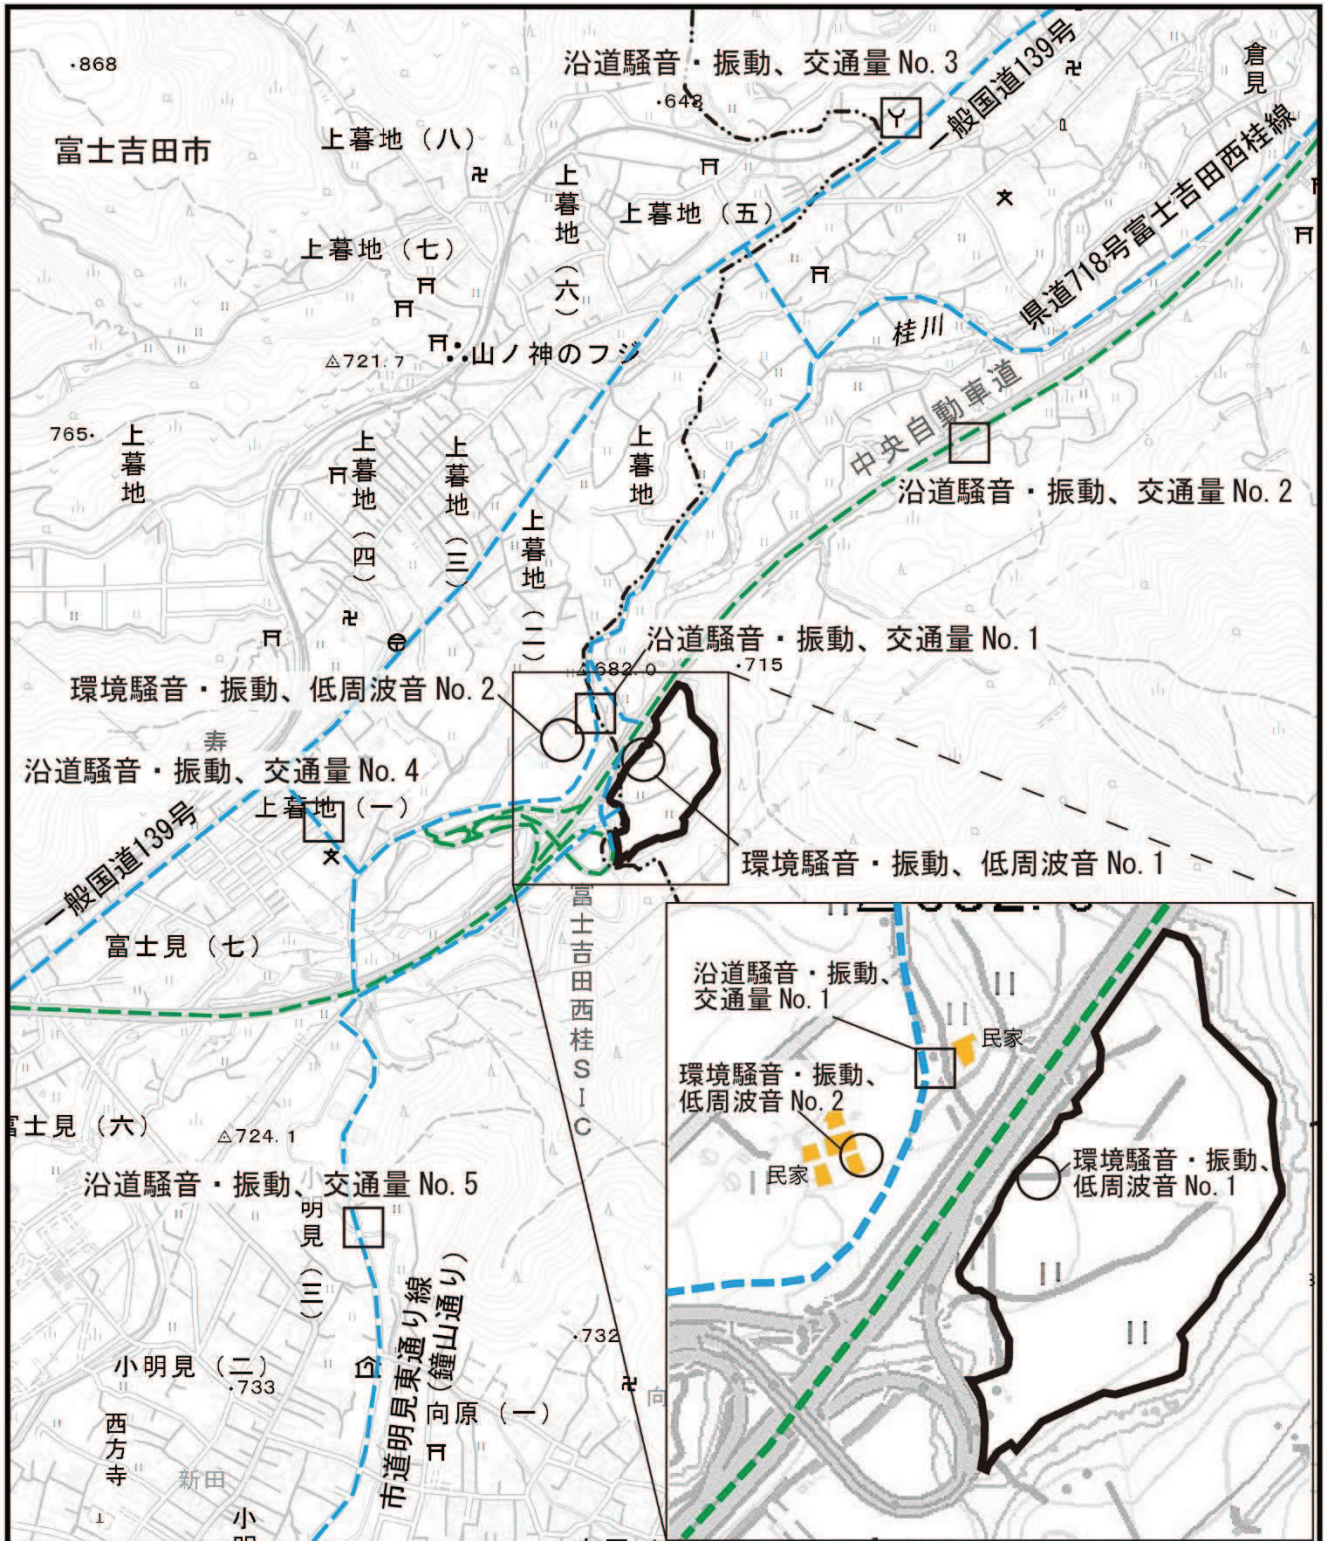 ・868
沿道騒音・振動、交通量 No.3
一般国道139号
倉見
・648
富士吉田市
上暮地（八）
上暮地（六）
上暮地（五）
県道718号富士吉田西桂線
上暮地（七）
桂川
山ノ神のフジ
△721.7
中央自動車道
765・
上暮地
上暮地（四）
上暮地（三）
上暮地
沿道騒音・振動、交通量 No.2
上暮地（二）
沿道騒音・振動、交通量 No.1
△682.0
・715
環境騒音・振動、低周波音 No.2
寿
沿道騒音・振動、交通量 No.4
上暮地（一）
一般国道139号
環境騒音・振動、低周波音 No.1
富士見（七）
富士吉田西桂SIC
沿道騒音・振動、
交通量 No.1
民家
環境騒音・振動、
低周波音 No.2
民家
環境騒音・振動、
低周波音 No.1
富士見（六）
△724.1
沿道騒音・振動、交通量 No.5
小明見（三）
市道明見東通り線
（鐘山通り）
・732
小明見（二）
・733
向原（一）
向
西方寺
新田
小明